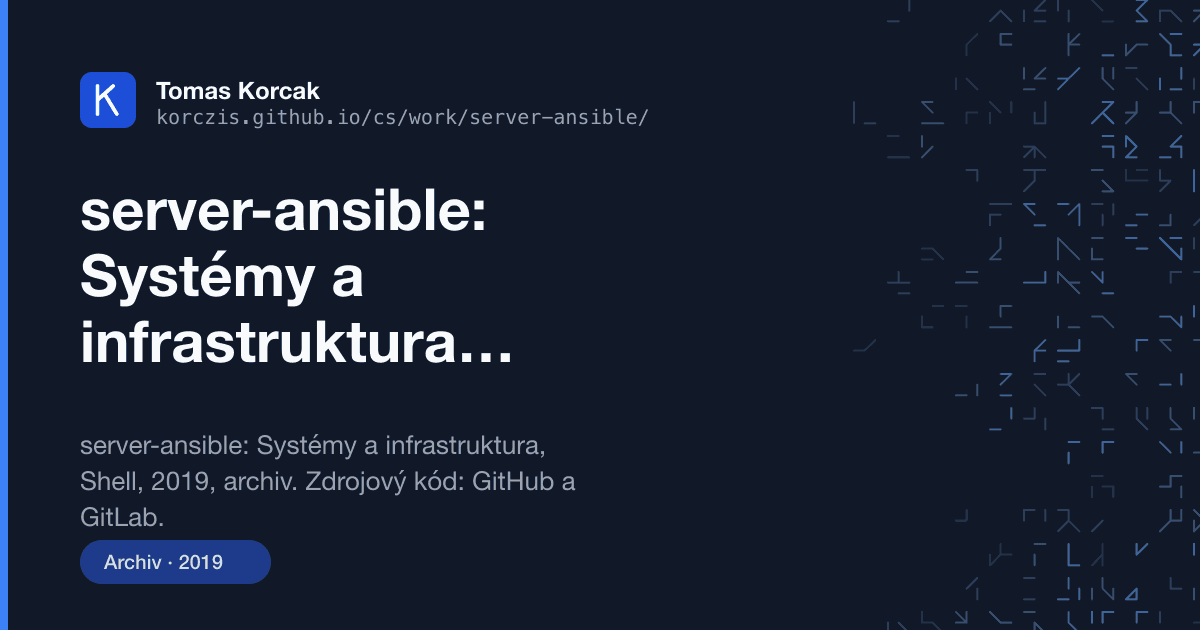 K
Tomas Korcak
korczis.github.io/cs/work/server-ansible/
server-ansible:
Systémy a
infrastruktura…
server-ansible: Systémy a infrastruktura,
Shell, 2019, archiv. Zdrojový kód: GitHub a
GitLab.
Archiv · 2019